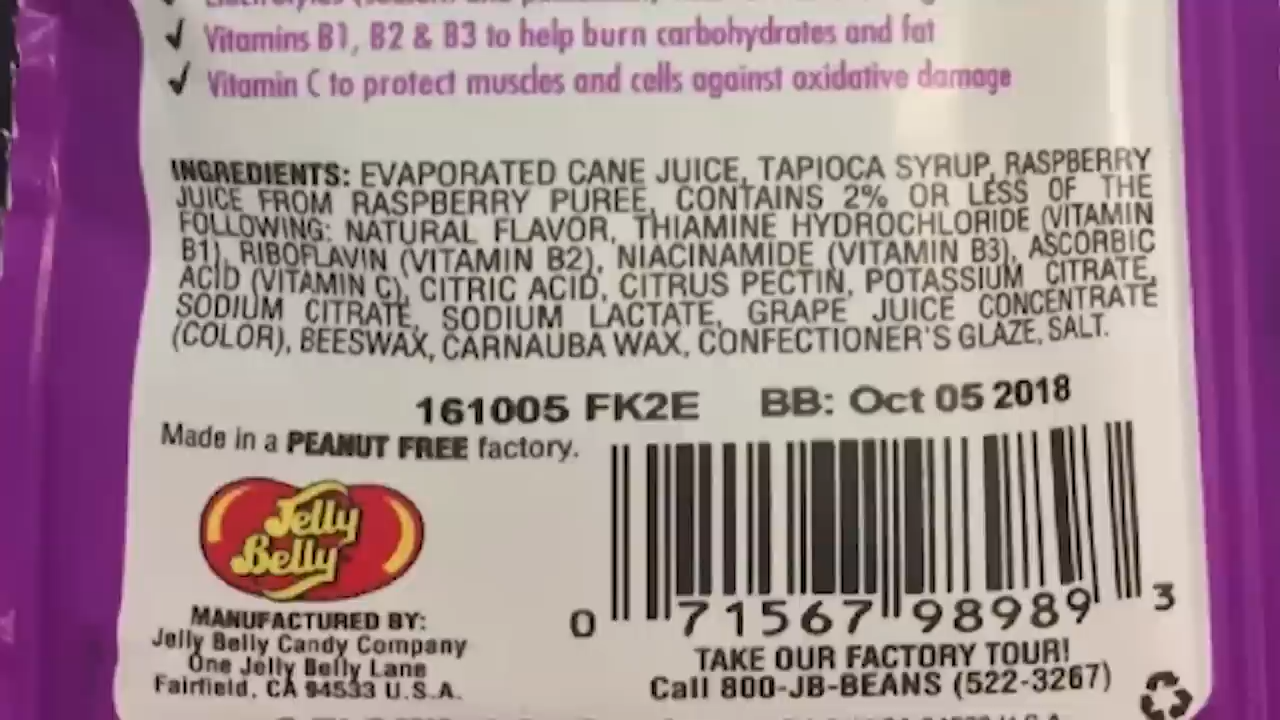 ✓ Vitamins B1, B2 & B3 to help burn carbohydrates and fat
✓ Vitamin C to protect muscles and cells against oxidative damage
INGREDIENTS: EVAPORATED CANE JUICE, TAPIOCA SYRUP, RASPBERRY
JUICE FROM RASPBERRY PUREE, CONTAINS 2% OR LESS OF THE
FOLLOWING: NATURAL FLAVOR, THIAMINE HYDROCHLORIDE (VITAMIN
B1), RIBOFLAVIN (VITAMIN B2), NIACINAMIDE (VITAMIN B3), ASCORBIC
ACID (VITAMIN C), CITRIC ACID, CITRUS PECTIN, POTASSIUM CITRATE,
SODIUM CITRATE, SODIUM LACTATE, GRAPE JUICE CONCENTRATE
(COLOR), BEESWAX, CARNAUBA WAX, CONFECTIONER'S GLAZE, SALT.
161005 FK2E BB: Oct 05 2018
Made in a PEANUT FREE factory.
Jelly
Belly
MANUFACTURED BY:
Jelly Belly Candy Company
One Jelly Belly Lane
Fairfield, CA 94533 U.S.A.
0 71567 98989 3
TAKE OUR FACTORY TOUR!
Call 800-JB-BEANS (522-3267)